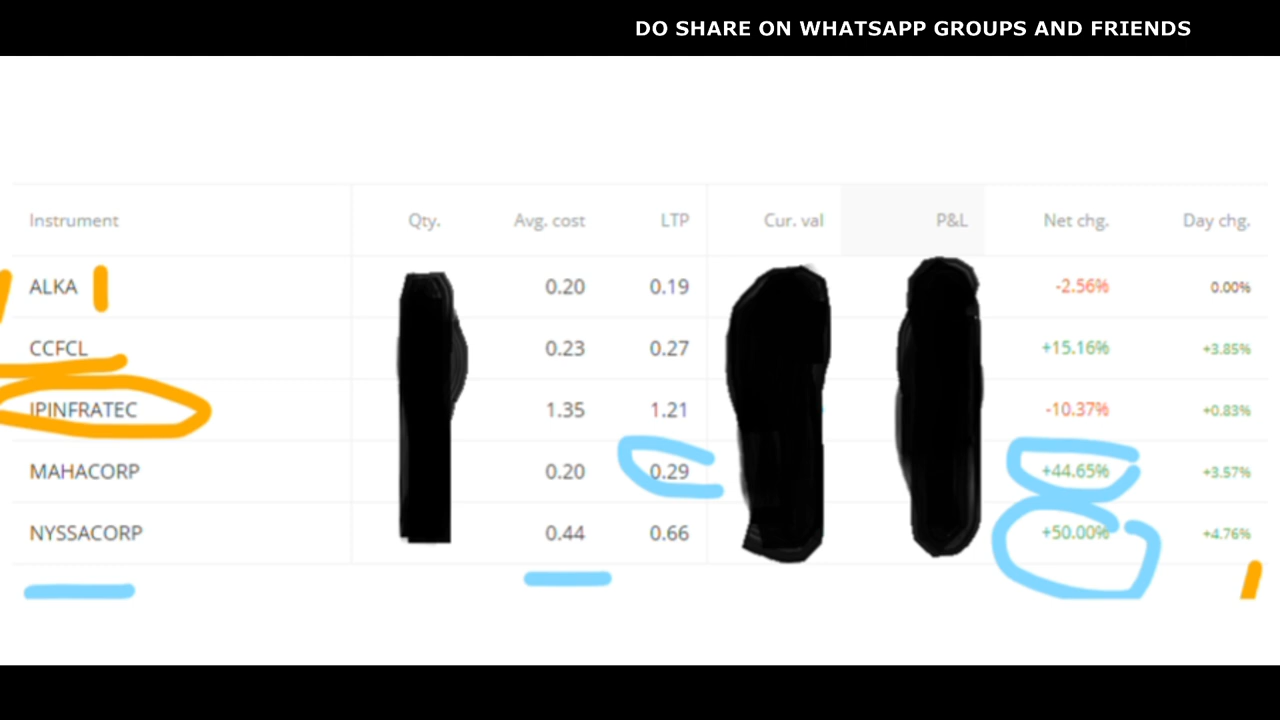 DO SHARE ON WHATSAPP GROUPS AND FRIENDS
Instrument Qty. Avg. cost LTP Cur. val P&L Net chg. Day chg.
ALKA 0.20 0.19 -2.56% 0.00%
CCFCL 0.23 0.27 +15.16% +3.85%
JPINFRATEC 1.35 1.21 -10.37% +0.83%
MAHACORP 0.20 0.29 +44.65% +3.57%
NYSSACORP 0.44 0.66 +50.00% +4.76%